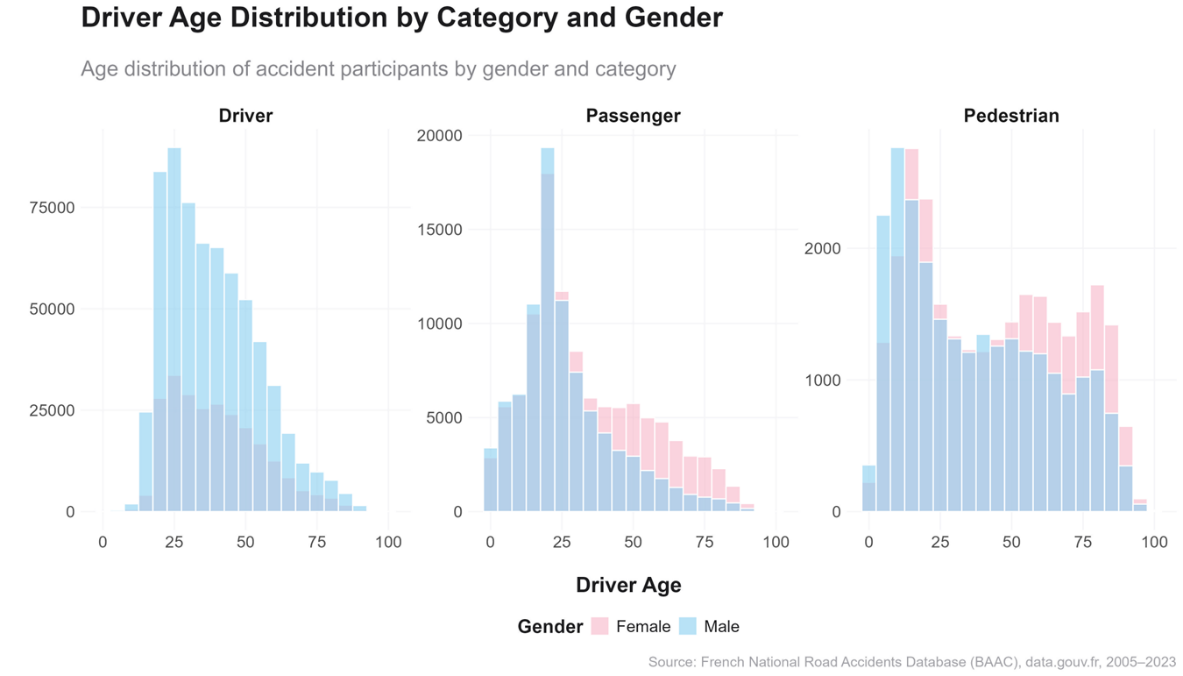 Driver Age Distribution by Category and Gender
Age distribution of accident participants by gender and category
Driver
Passenger
Pedestrian
75000
50000
25000
0
0 25 50 75 100
20000
15000
10000
5000
0
0 25 50 75 100
2000
1000
0
0 25 50 75 100
Driver Age
Gender Female Male
Source: French National Road Accidents Database (BAAC), data.gouv.fr, 2005–2023